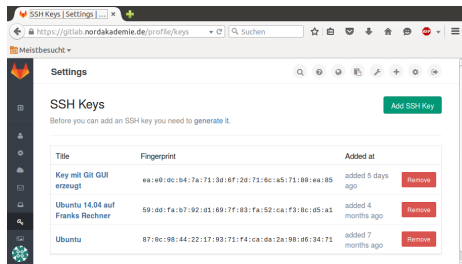 SSH Keys | Settings | ... ×
https://gitlab.nordakademie.de/profile/keys
Suchen
Meistbesucht
Settings
SSH Keys
Add SSH Key
Before you can add an SSH key you need to generate it.
Title Fingerprint Added at
Key mit Git GUI
erzeugt
ea:e0:dc:b4:7a:71:3d:6f:2d:71:6c:a5:71:80:ea:85
added 5 days
ago
Remove
Ubuntu 14.04 auf
Franks Rechner
59:dd:fa:b7:92:d1:69:7f:83:fa:52:ca:f3:8c:d5:a1
added 4
months ago
Remove
Ubuntu
87:0c:98:44:22:17:93:71:f4:ca:da:2a:98:d6:34:71
added 7
months ago
Remove